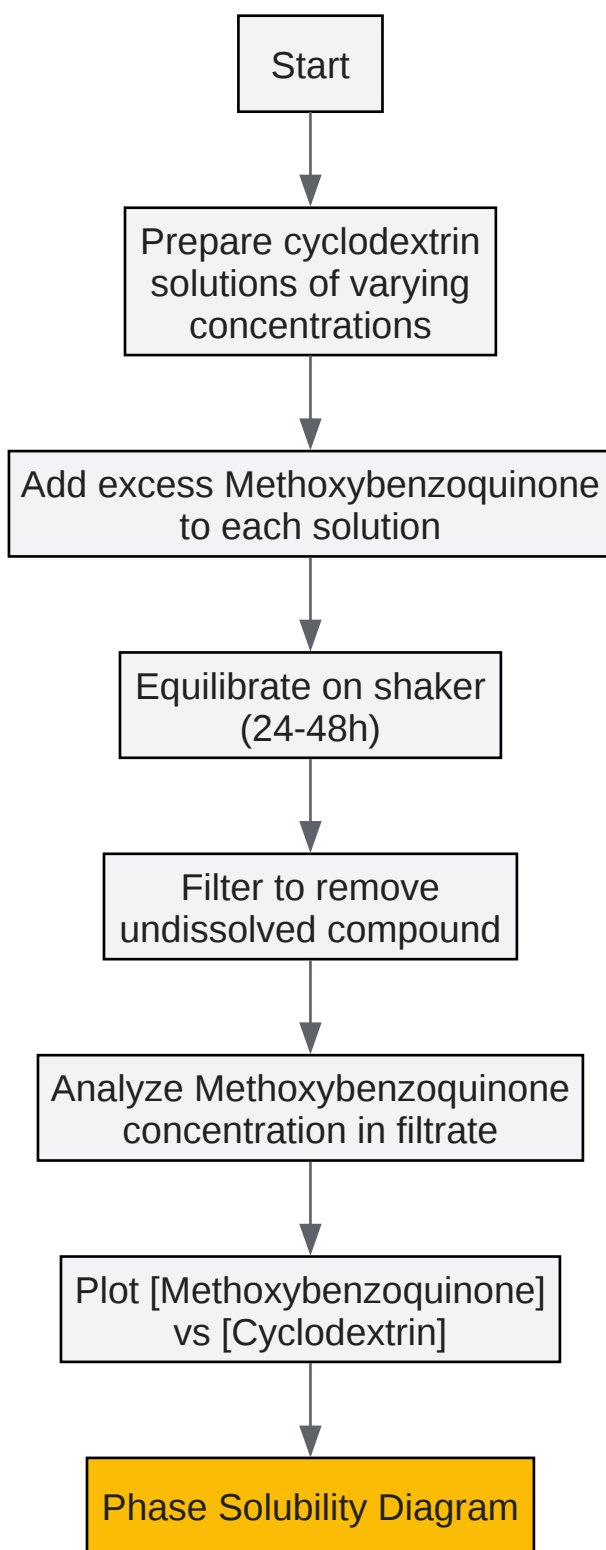 Start
Prepare cyclodextrin
solutions of varying
concentrations
Add excess Methoxybenzoquinone
to each solution
Equilibrate on shaker
(24-48h)
Filter to remove
undissolved compound
Analyze Methoxybenzoquinone
concentration in filtrate
Plot [Methoxybenzoquinone]
vs [Cyclodextrin]
Phase Solubility Diagram